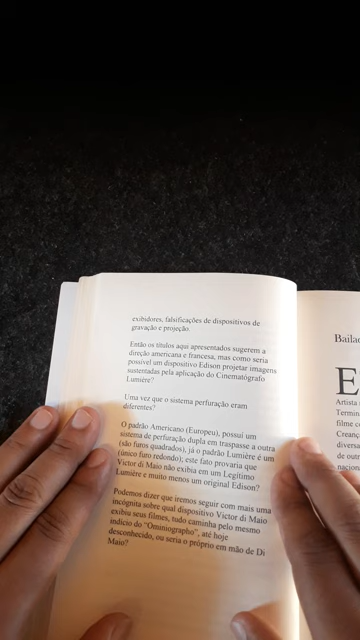 exibidores, falsificações de dispositivos de
gravação e projeção.
Então os titulos aqui apresentados sugerem a
direção americana e francesa, mas como seria
possível um dispositivo Edison projetar imagens
sustentadas pela aplicação do Cinematógrafo
Lumière?
Uma vez que o sistema perfuração eram
diferentes?
O padrão Americano (Europeu), possui um
sistema de perfuração dupla em traspasse a outra
(são furos quadrados), já o padrão Lumière é um
(único furo redondo); este fato provaria que
Victor di Maio não exibia em um Legítimo
Lumière e muito menos um original Edison?
Podemos dizer que iremos seguir com mais uma
incógnita sobre qual dispositivo Victor di Maio
exibiu seus filmes, tudo caminha pelo mesmo
indício do "Ominiographo", até hoje
desconhecido, ou seria o próprio em mão de Di
Maio?
Bailac
E
Artista
Termin
filme c
Creanç
diversa
de outr
nacion